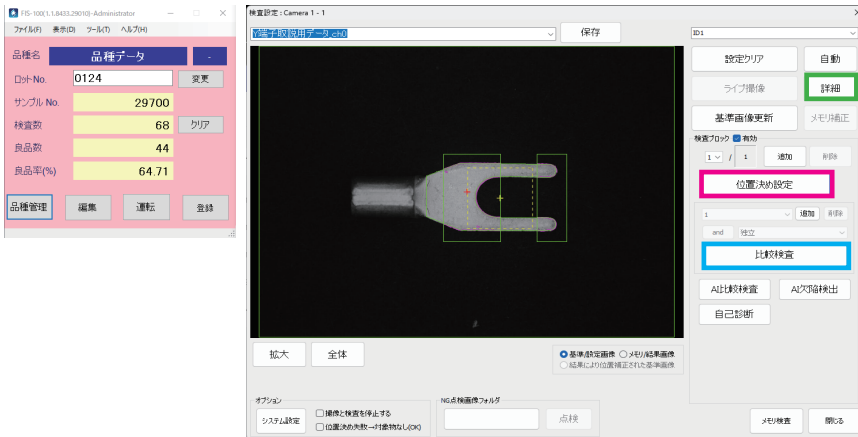 FIS-100(1.1.8433.29010)-Administrator
ファイル(F) 表示(D) ツール(T) ヘルプ(H)
品種名 品種データ -
ロットNo. 0124 変更
サンプル No. 29700
検査数 68 クリア
良品数 44
良品率(%) 64.71
品種管理 編集 運転 登録
検査設定 : Camera 1 - 1
Y端子取説用データ_ch0 保存
ID1
設定クリア 自動
ライブ撮像 詳細
基準画像更新 メモリ補正
検査ブロック 有効
1 / 1 追加 削除
位置決め設定
1 追加 削除
and 独立
比較検査
AI比較検査 AI欠陥検出
自己診断
拡大 全体
基準/設定画像 メモリ/結果画像
結果により位置補正された基準画像
オプション
システム設定
撮像と検査を停止する
位置決め失敗→対象物なし(OK)
NG点検画像フォルダ
点検
メモリ検査 閉じる